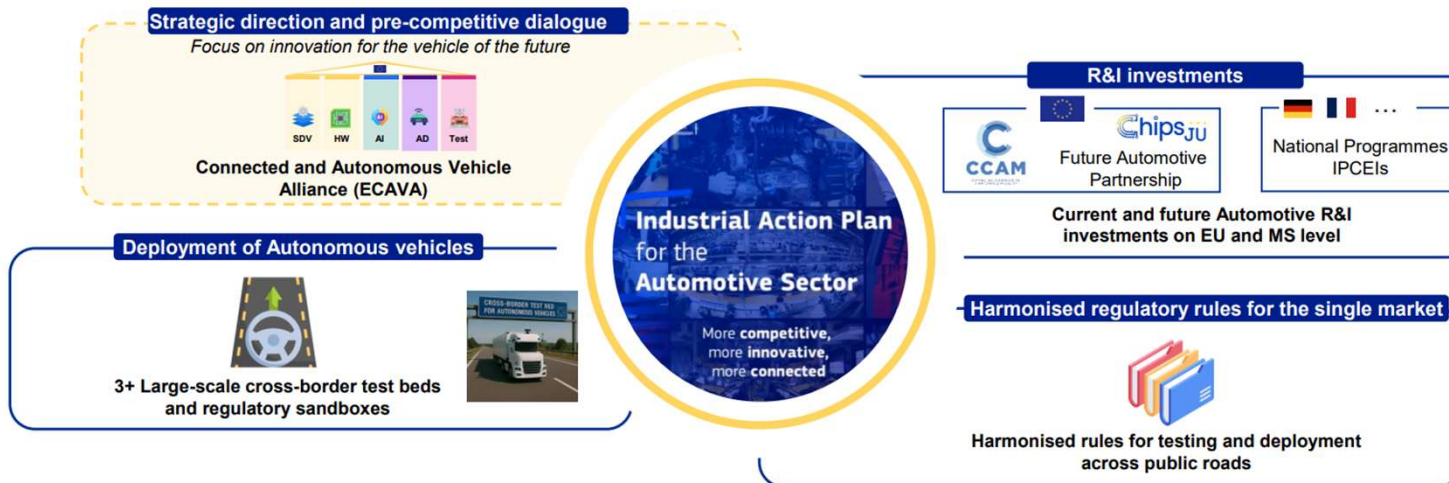 Strategic direction and pre-competitive dialogue
Focus on innovation for the vehicle of the future
SDV
HW
AI
AD
Test
Connected and Autonomous Vehicle
Alliance (ECAVA)
Deployment of Autonomous vehicles
CROSS-BORDER TEST BED
FOR AUTONOMOUS VEHICLES
3+ Large-scale cross-border test beds
and regulatory sandboxes
Industrial Action Plan
for the
Automotive Sector
More competitive,
more innovative,
more connected
R&I investments
CCAM
Chips JU
Future Automotive
Partnership
...
National Programmes
IPCEIs
Current and future Automotive R&I
investments on EU and MS level
Harmonised regulatory rules for the single market
Harmonised rules for testing and deployment
across public roads